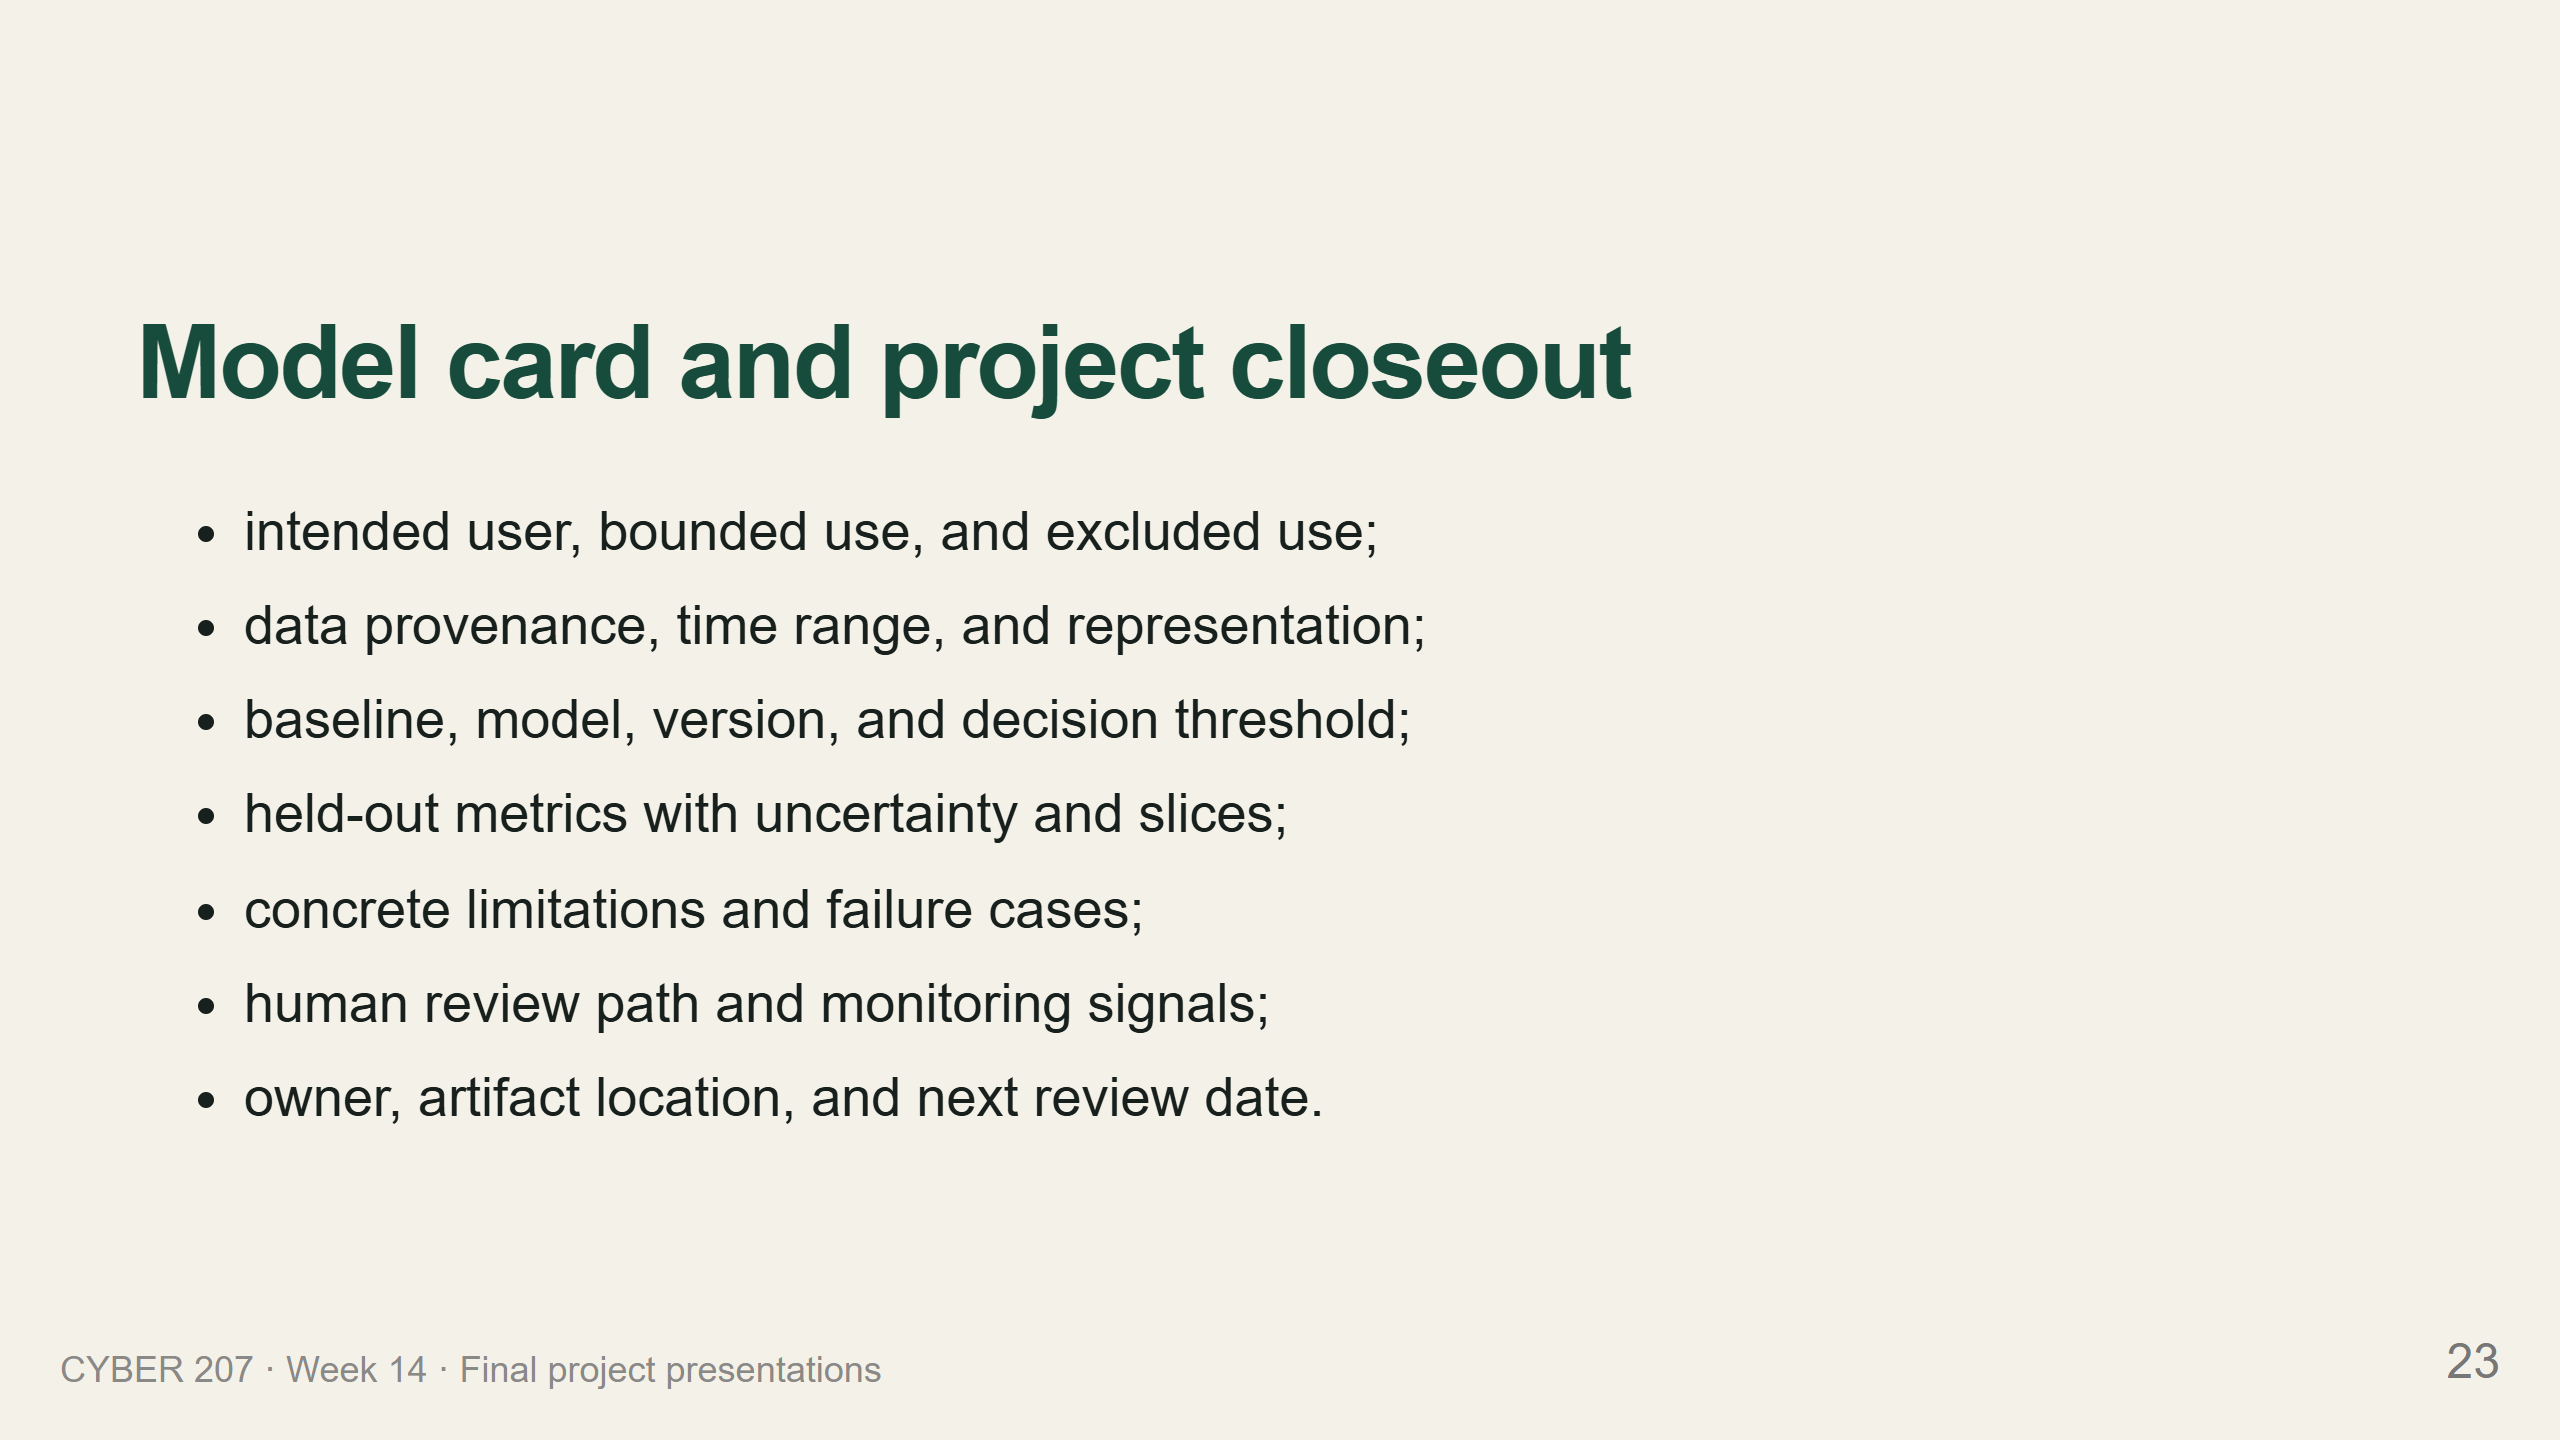 Model card and project closeout
• intended user, bounded use, and excluded use;
• data provenance, time range, and representation;
• baseline, model, version, and decision threshold;
• held-out metrics with uncertainty and slices;
• concrete limitations and failure cases;
• human review path and monitoring signals;
• owner, artifact location, and next review date.
CYBER 207 · Week 14 · Final project presentations
23